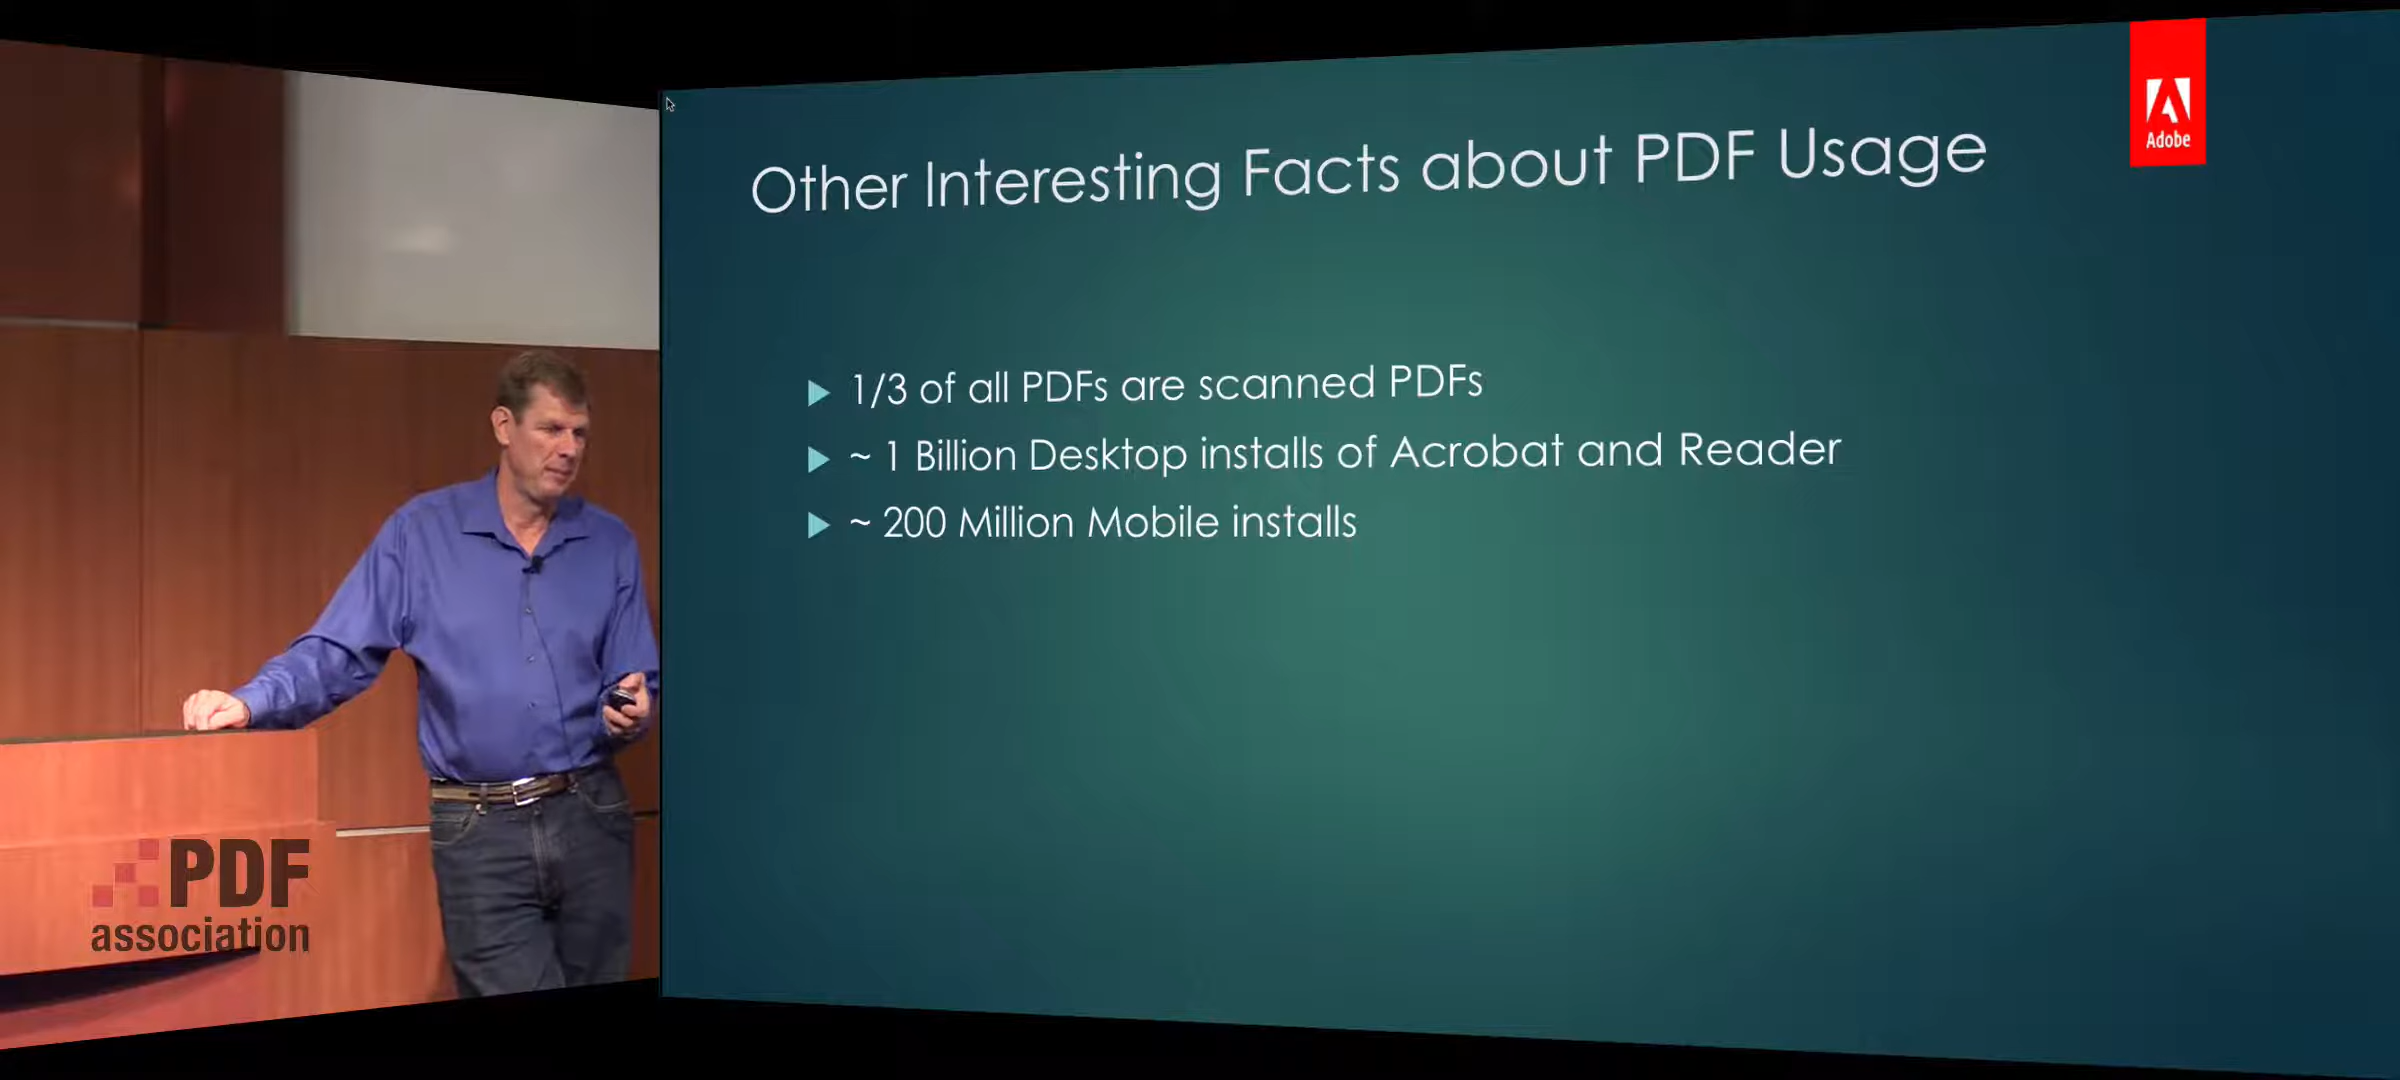 Other Interesting Facts about PDF Usage
Adobe
1/3 of all PDFs are scanned PDFs
~ 1 Billion Desktop installs of Acrobat and Reader
~ 200 Million Mobile installs
PDF
association